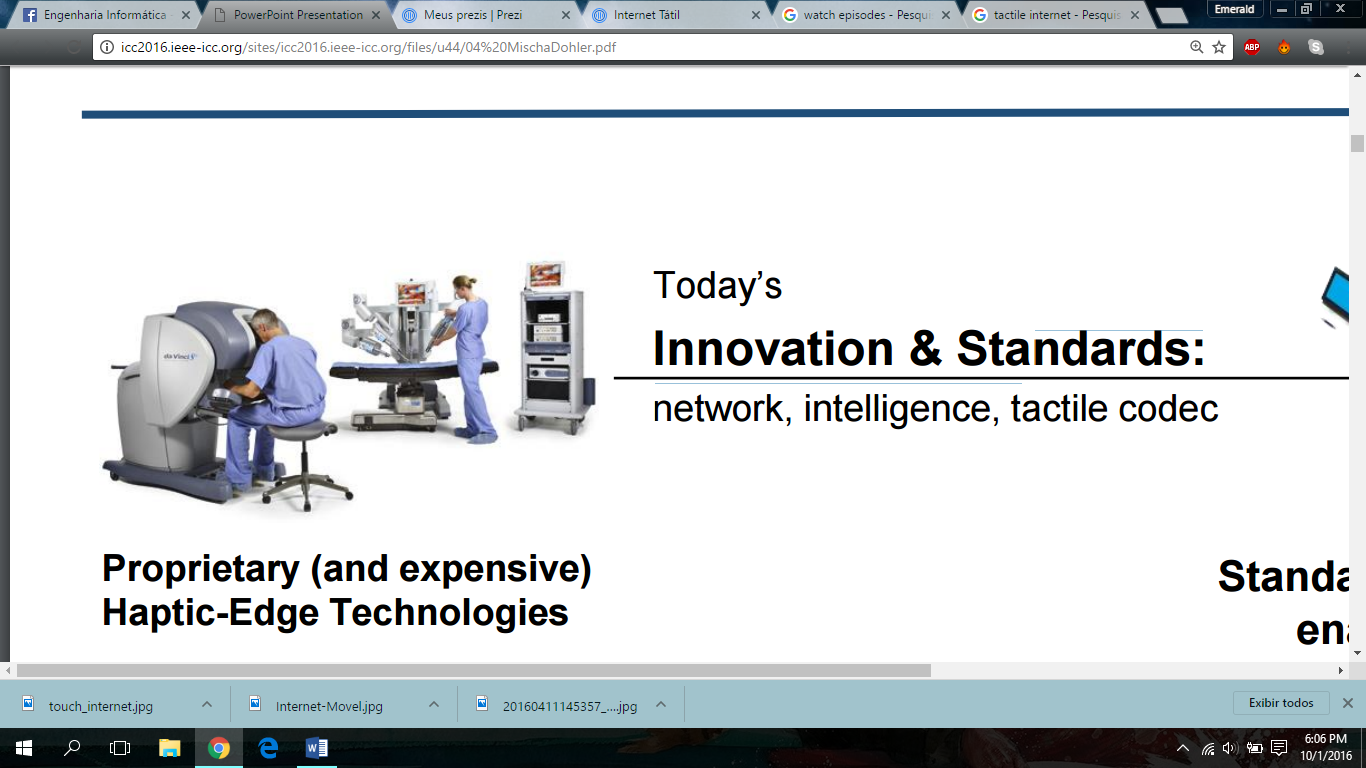 Engenharia Informática
PowerPoint Presentation
Meus prezis | Prezi
Internet Tátil
watch episodes - Pesqui
tactile internet - Pesquis
Emerald
icc2016.ieee-icc.org/sites/icc2016.ieee-icc.org/files/u44/04%20MischaDohler.pdf
ABP
da Vinci S
Today's
Innovation & Standards:
network, intelligence, tactile codec
Proprietary (and expensive)
Haptic-Edge Technologies
Standa
ena
touch_internet.jpg
Internet-Movel.jpg
20160411145357_....jpg
Exibir todos
6:06 PM
10/1/2016